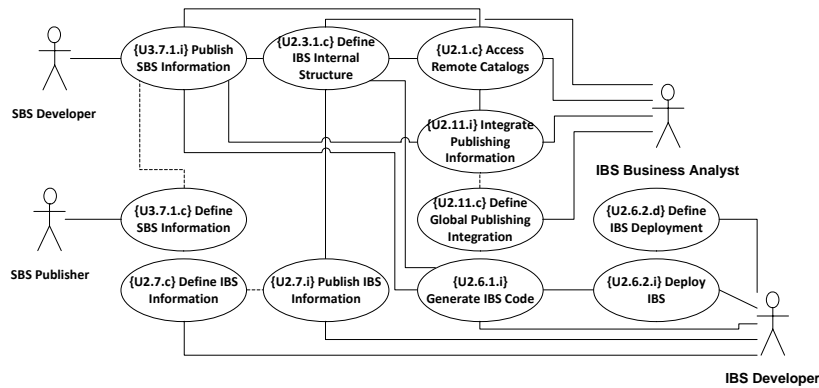 {U3.7.1.i} Publish
SBS Information
{U2.3.1.c} Define
IBS Internal
Structure
{U2.1.c} Access
Remote Catalogs
SBS Developer
{U2.11.i} Integrate
Publishing
Information
IBS Business Analyst
{U3.7.1.c} Define
SBS Information
{U2.11.c} Define
Global Publishing
Integration
{U2.6.2.d} Define
IBS Deployment
SBS Publisher
{U2.7.c} Define IBS
Information
{U2.7.i} Publish IBS
Information
{U2.6.1.i}
Generate IBS Code
{U2.6.2.i} Deploy
IBS
IBS Developer